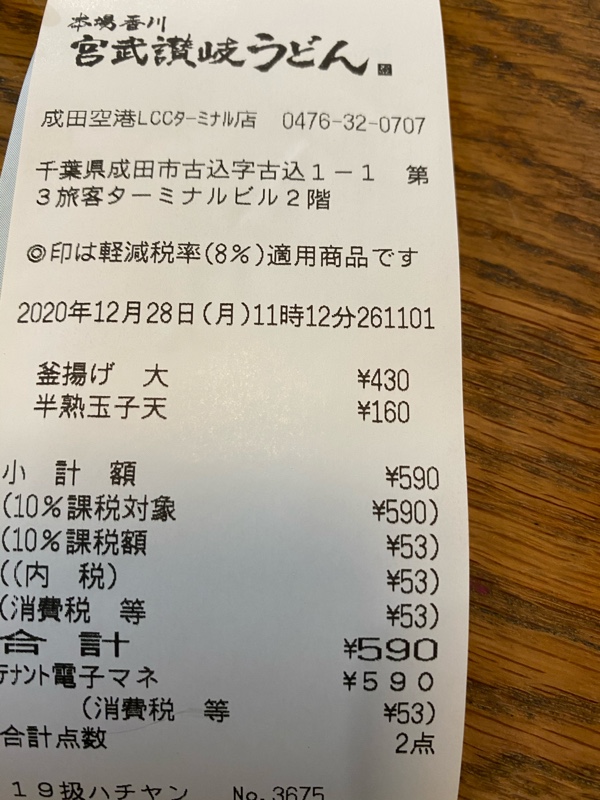 本場香川
宮武讃岐うどん
成田空港LCCﾀｰﾐﾅﾙ店 0476-32-0707
千葉県成田市古込字古込１－１ 第
３旅客ターミナルビル２階
◎印は軽減税率(8%)適用商品です
2020年12月28日(月)11時12分261101
釜揚げ 大 ¥430
半熟玉子天 ¥160
小 計 額 ¥590
(10%課税対象 ¥590)
(10%課税額 ¥53)
((内 税) ¥53)
(消費税 等 ¥53)
合 計 ¥590
ﾃﾅﾝﾄ電子マネ ¥５９０
(消費税 等 ¥53)
合計点数 2点
１９扱ハチヤン No.3675